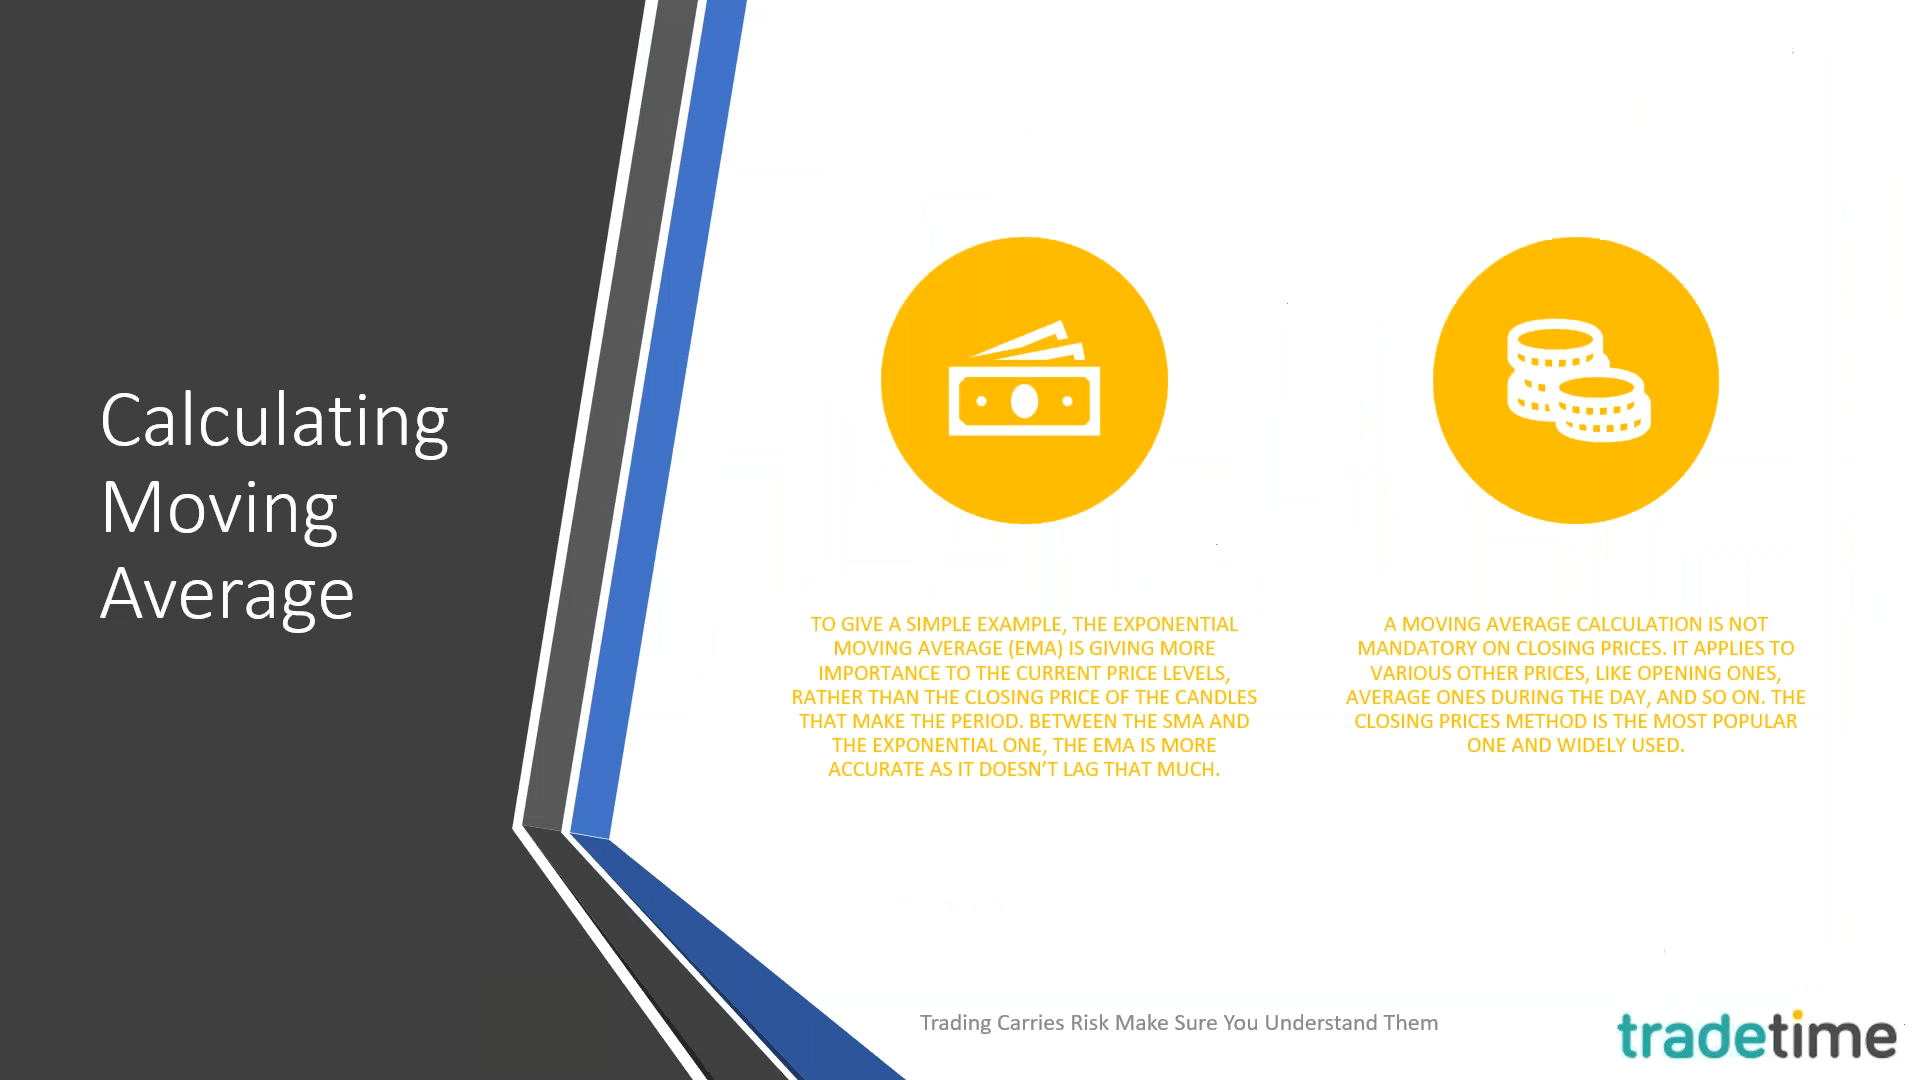 Calculating
Moving
Average
TO GIVE A SIMPLE EXAMPLE, THE EXPONENTIAL
MOVING AVERAGE (EMA) IS GIVING MORE
IMPORTANCE TO THE CURRENT PRICE LEVELS,
RATHER THAN THE CLOSING PRICE OF THE CANDLES
THAT MAKE THE PERIOD. BETWEEN THE SMA AND
THE EXPONENTIAL ONE, THE EMA IS MORE
ACCURATE AS IT DOESN’T LAG THAT MUCH.
A MOVING AVERAGE CALCULATION IS NOT
MANDATORY ON CLOSING PRICES. IT APPLIES TO
VARIOUS OTHER PRICES, LIKE OPENING ONES,
AVERAGE ONES DURING THE DAY, AND SO ON. THE
CLOSING PRICES METHOD IS THE MOST POPULAR
ONE AND WIDELY USED.
Trading Carries Risk Make Sure You Understand Them
tradetime